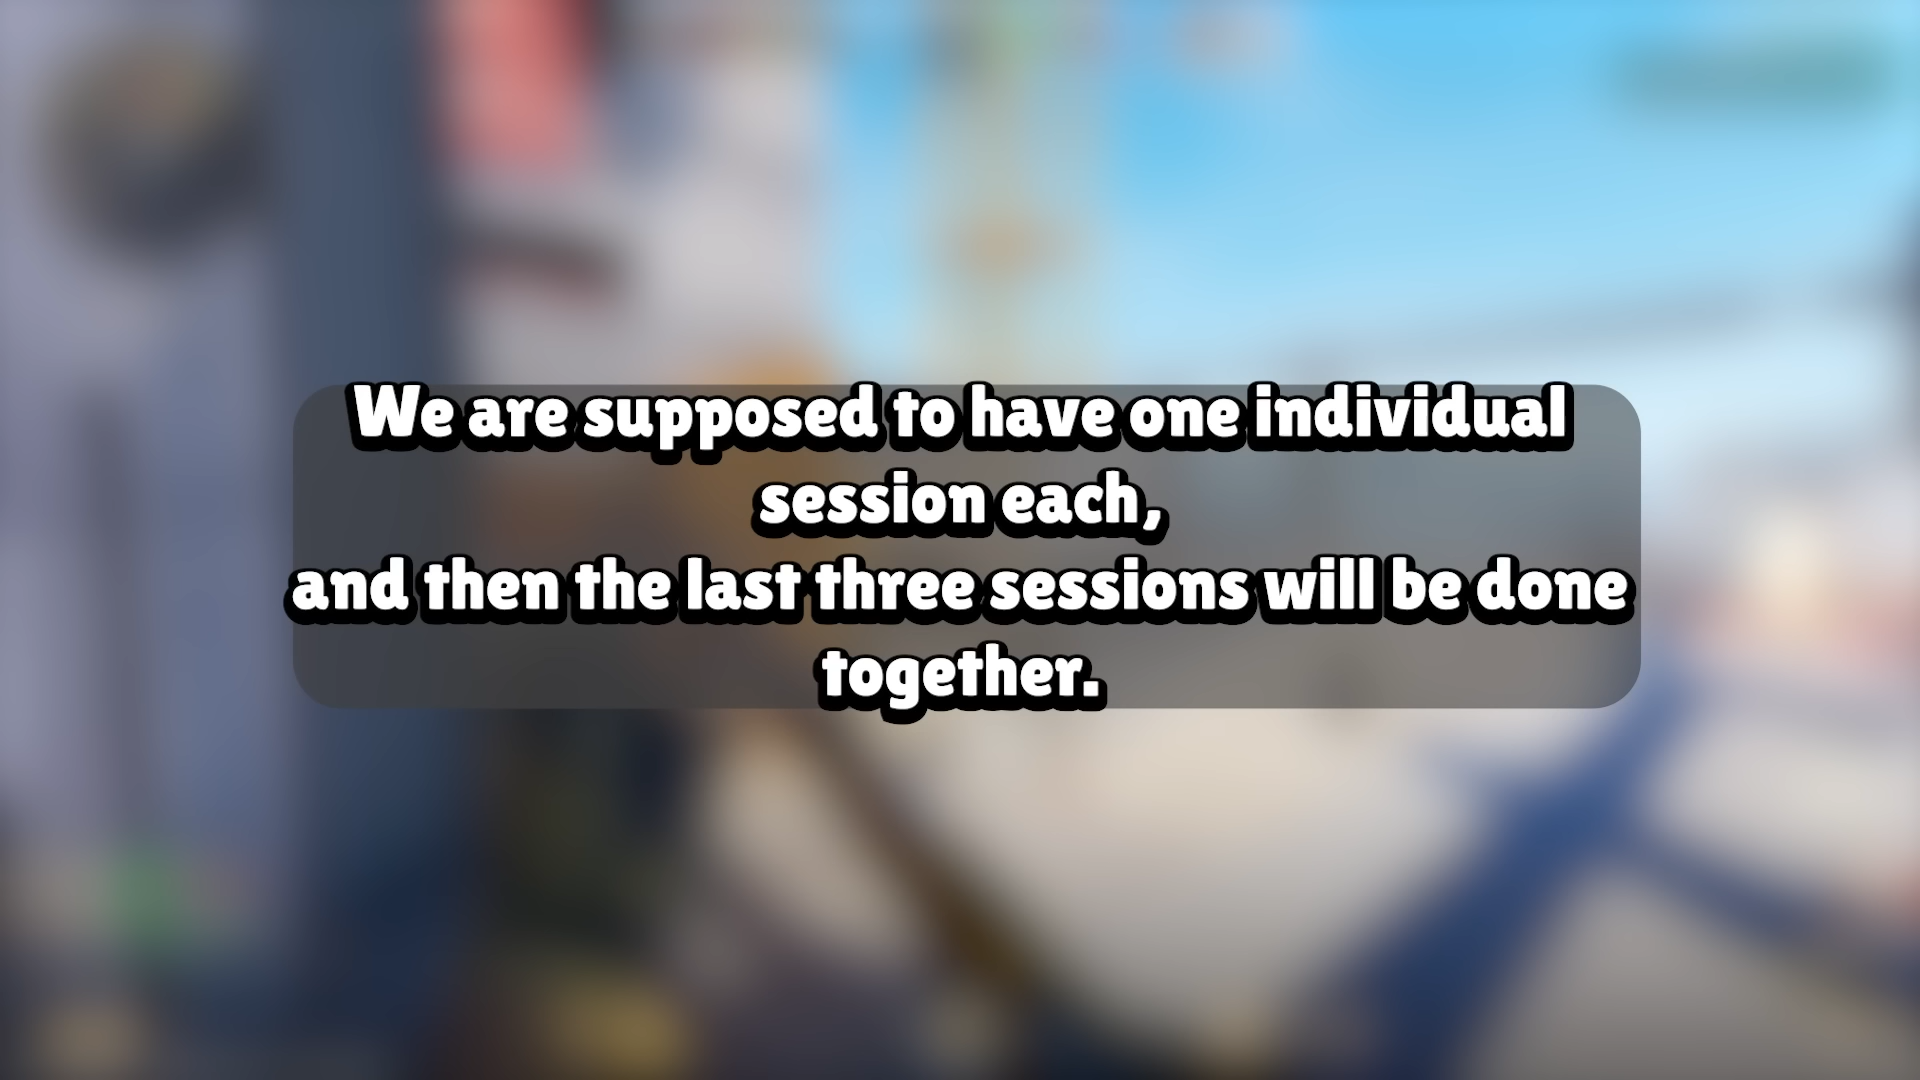 We are supposed to have one individual
session each,
and then the last three sessions will be done
together.